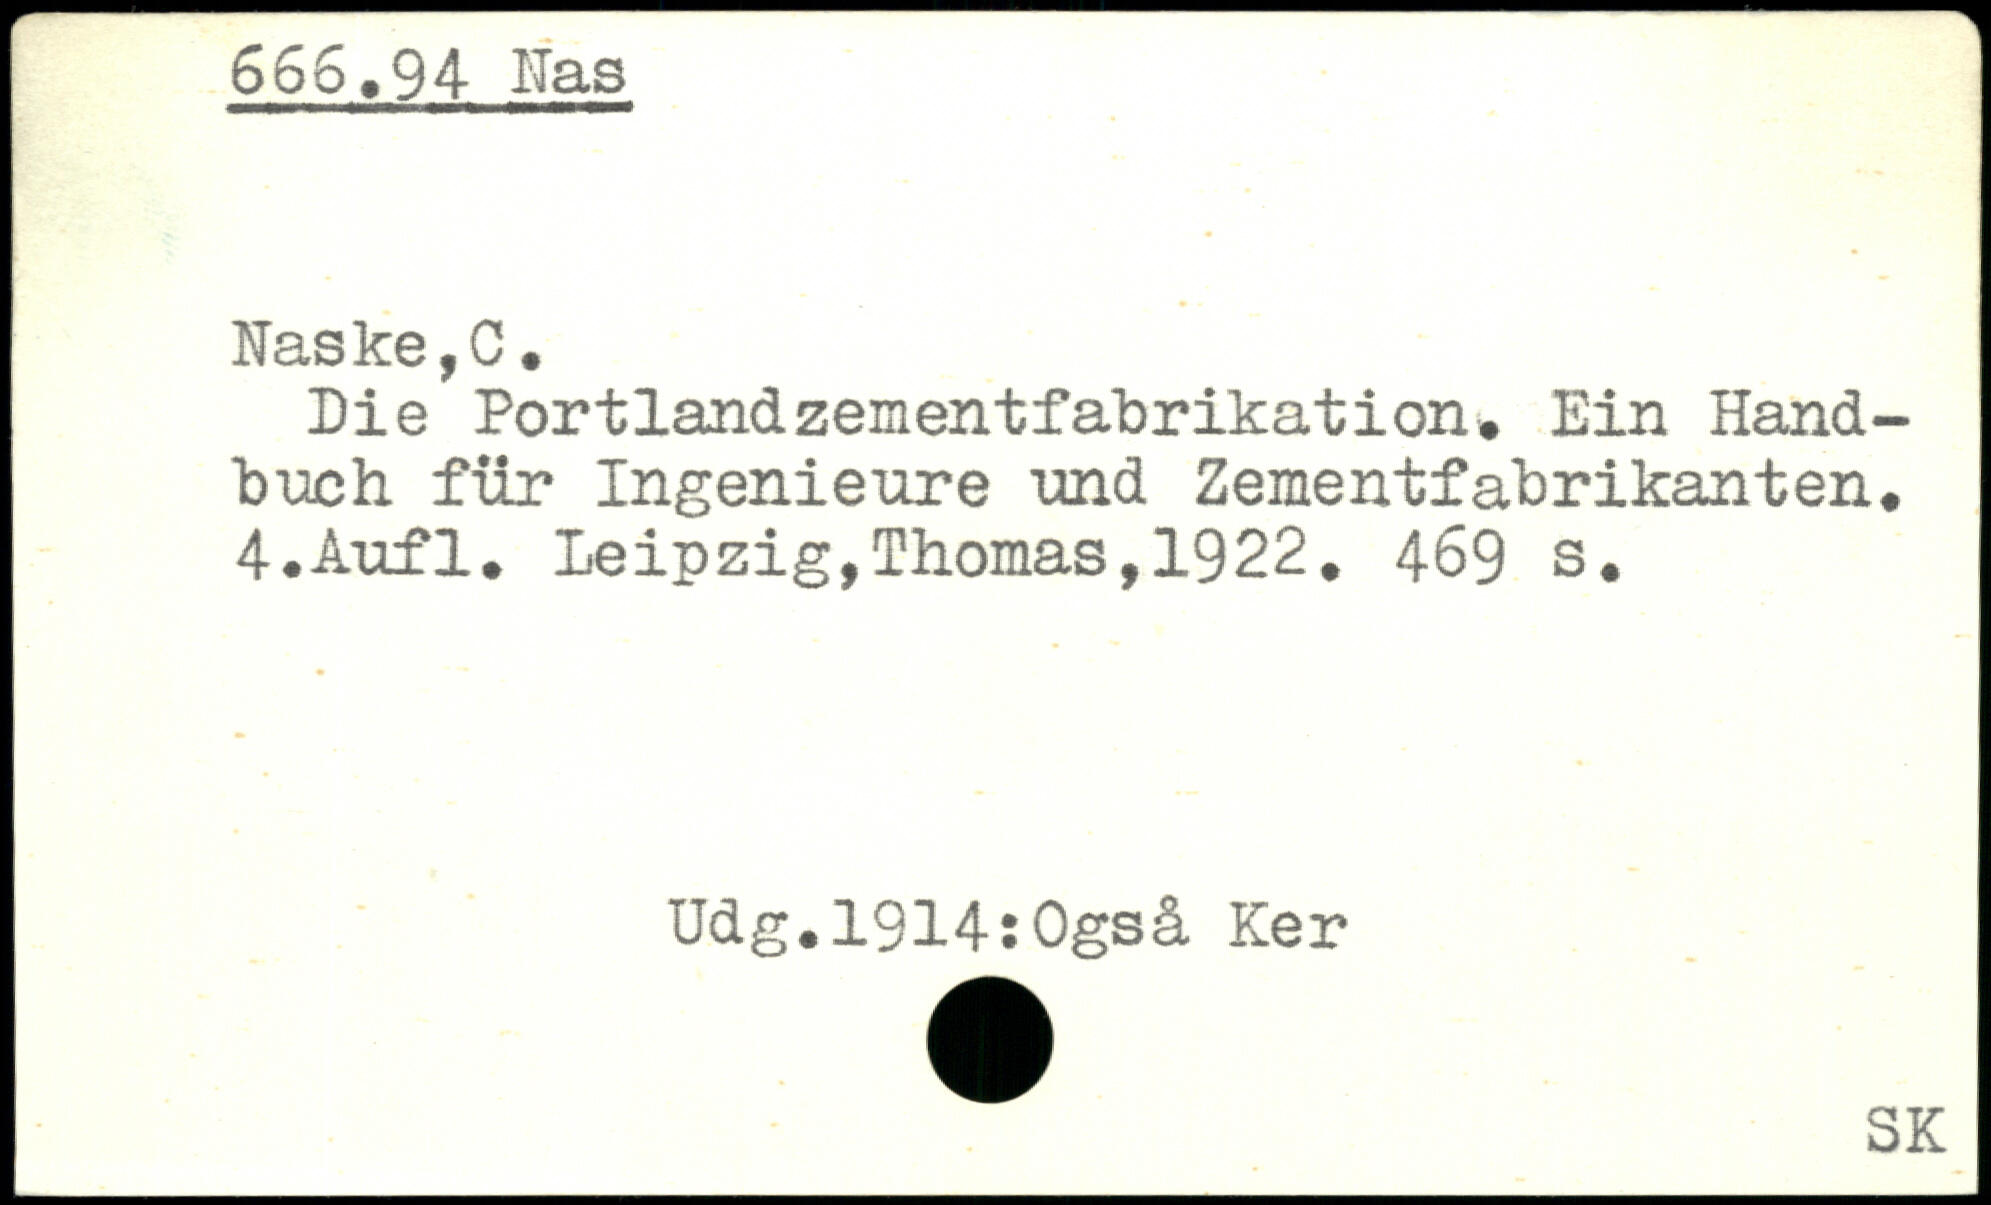 666.94 Nas
Naske,C.
Die Portlandzementfabrikation. Ein Hand-
buch für Ingenieure und Zementfabrikanten.
4.Aufl. Leipzig,Thomas,1922. 469 s.
Udg.1914:Også Ker
SK